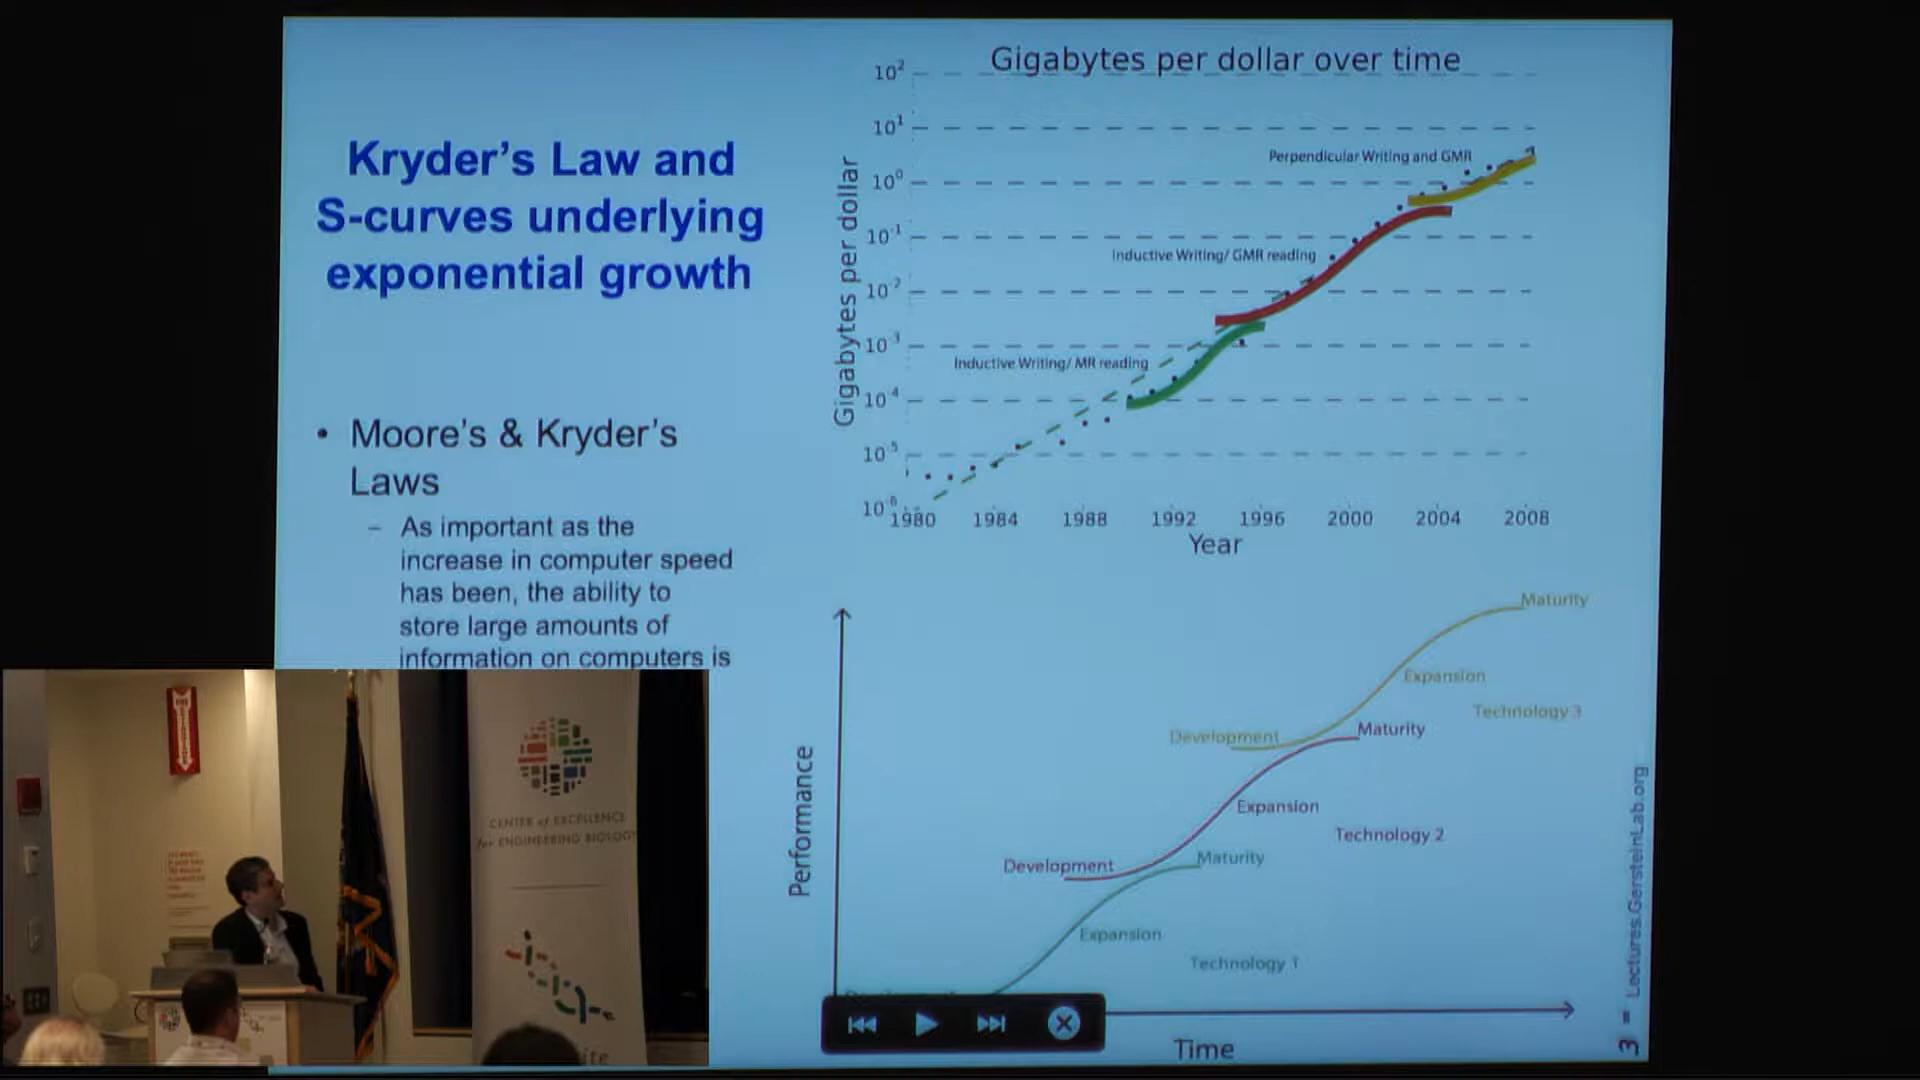 Kryder's Law and
S-curves underlying
exponential growth
• Moore's & Kryder's
Laws
– As important as the
increase in computer speed
has been, the ability to
store large amounts of
information on computers is
Gigabytes per dollar over time
Gigabytes per dollar
10²
10¹
10⁰
10⁻¹
10⁻²
10⁻³
10⁻⁴
10⁻⁵
10⁻⁶
Perpendicular Writing and GMR
Inductive Writing/ GMR reading
Inductive Writing/ MR reading
1980 1984 1988 1992 1996 2000 2004 2008
Year
Performance
Maturity
Expansion
Technology 3
Development
Maturity
Expansion
Technology 2
Development
Maturity
Expansion
Technology 1
Time
3 = Lectures.GersteinLab.org
CENTER of EXCELLENCE
for ENGINEERING BIOLOGY